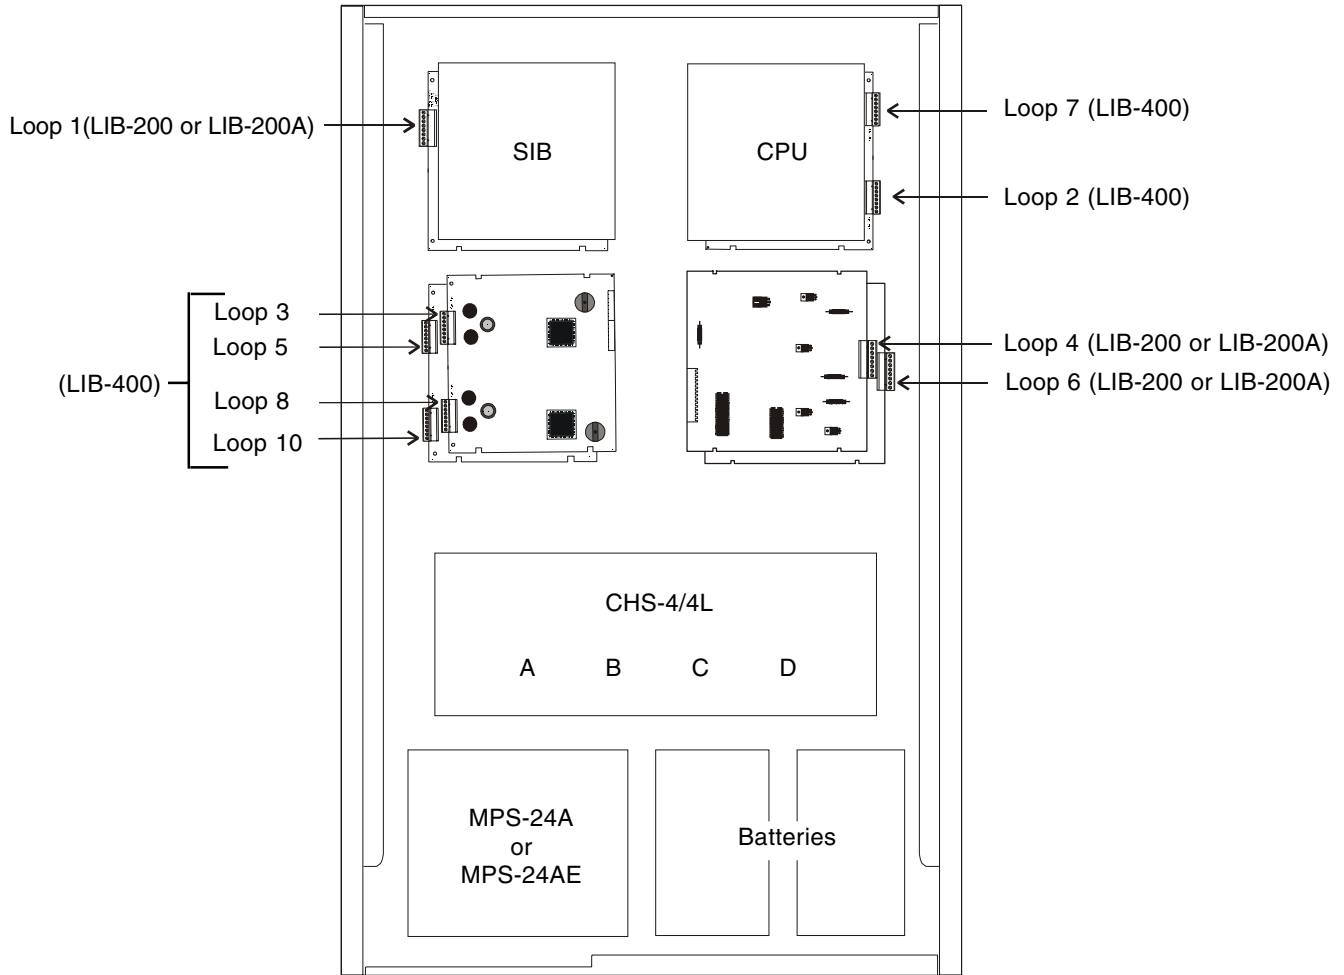 Loop 1(LIB-200 or LIB-200A)
SIB
CPU
Loop 7 (LIB-400)
Loop 2 (LIB-400)
Loop 3
Loop 5
(LIB-400)
Loop 8
Loop 10
Loop 4 (LIB-200 or LIB-200A)
Loop 6 (LIB-200 or LIB-200A)
CHS-4/4L
A B C D
MPS-24A
or
MPS-24AE
Batteries